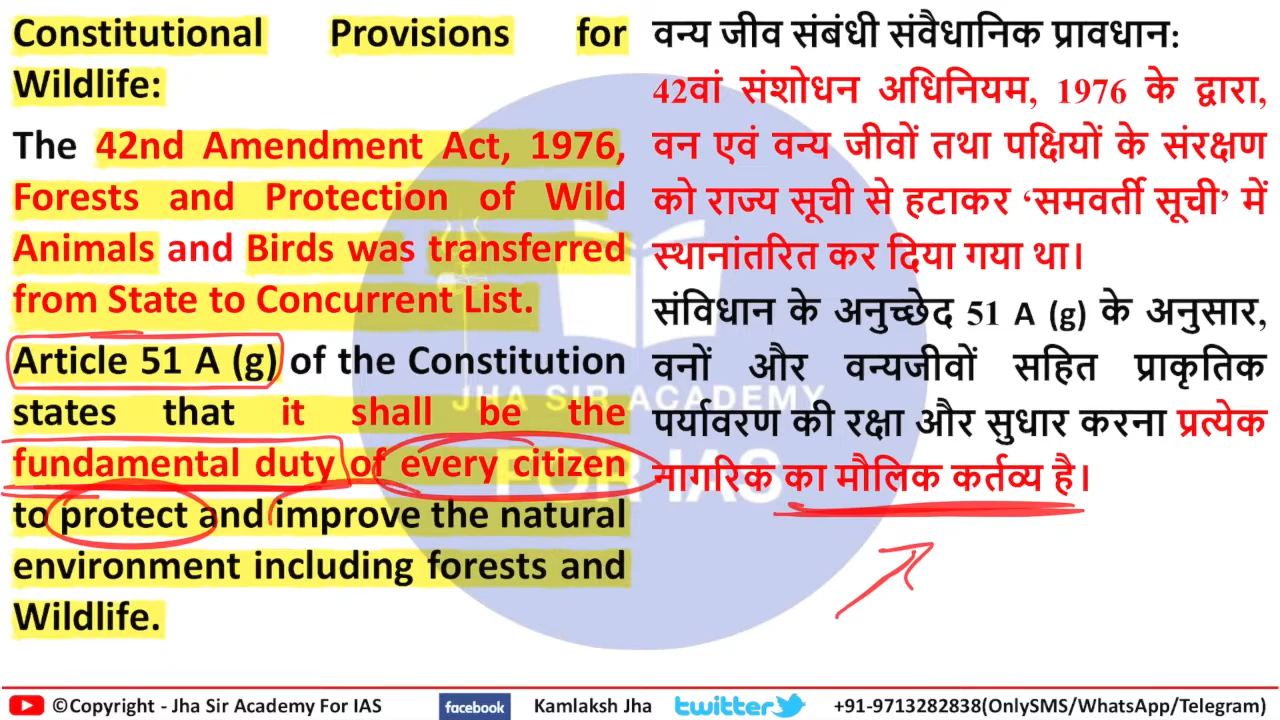 Constitutional Provisions for
Wildlife:
The 42nd Amendment Act, 1976,
Forests and Protection of Wild
Animals and Birds was transferred
from State to Concurrent List.
Article 51 A (g) of the Constitution
states that it shall be the
fundamental duty of every citizen
to protect and improve the natural
environment including forests and
Wildlife.
वन्य जीव संबंधी संवैधानिक प्रावधान:
42वां संशोधन अधिनियम, 1976 के द्वारा,
वन एवं वन्य जीवों तथा पक्षियों के संरक्षण
को राज्य सूची से हटाकर ‘समवर्ती सूची’ में
स्थानांतरित कर दिया गया था।
संविधान के अनुच्छेद 51 A (g) के अनुसार,
वनों और वन्यजीवों सहित प्राकृतिक
पर्यावरण की रक्षा और सुधार करना प्रत्येक
नागरिक का मौलिक कर्तव्य है।
JHA SIR ACADEMY
FOR IAS
©Copyright - Jha Sir Academy For IAS facebook Kamlaksh Jha twitter +91-9713282838(OnlySMS/WhatsApp/Telegram)